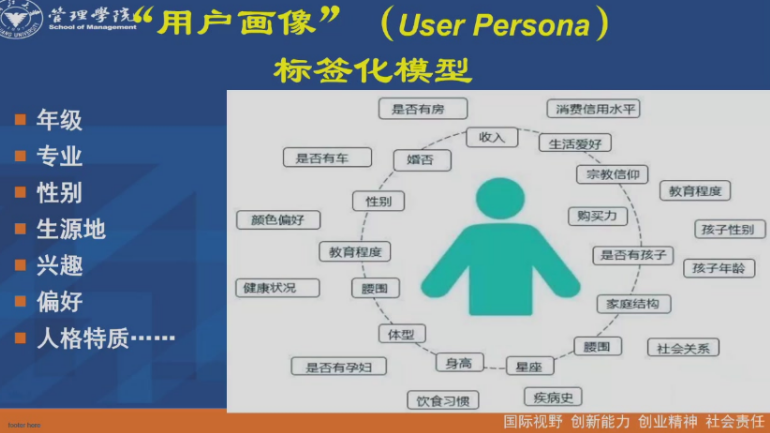 管理学院
School of Management
“用户画像”（User Persona）
标签化模型
年级
专业
性别
生源地
兴趣
偏好
人格特质……
是否有房
消费信用水平
收入
生活爱好
是否有车
婚否
宗教信仰
教育程度
性别
购买力
颜色偏好
孩子性别
教育程度
是否有孩子
孩子年龄
健康状况
腰围
家庭结构
体型
腰围
社会关系
是否有孕妇
身高
星座
饮食习惯
疾病史
国际视野 创新能力 创业精神 社会责任